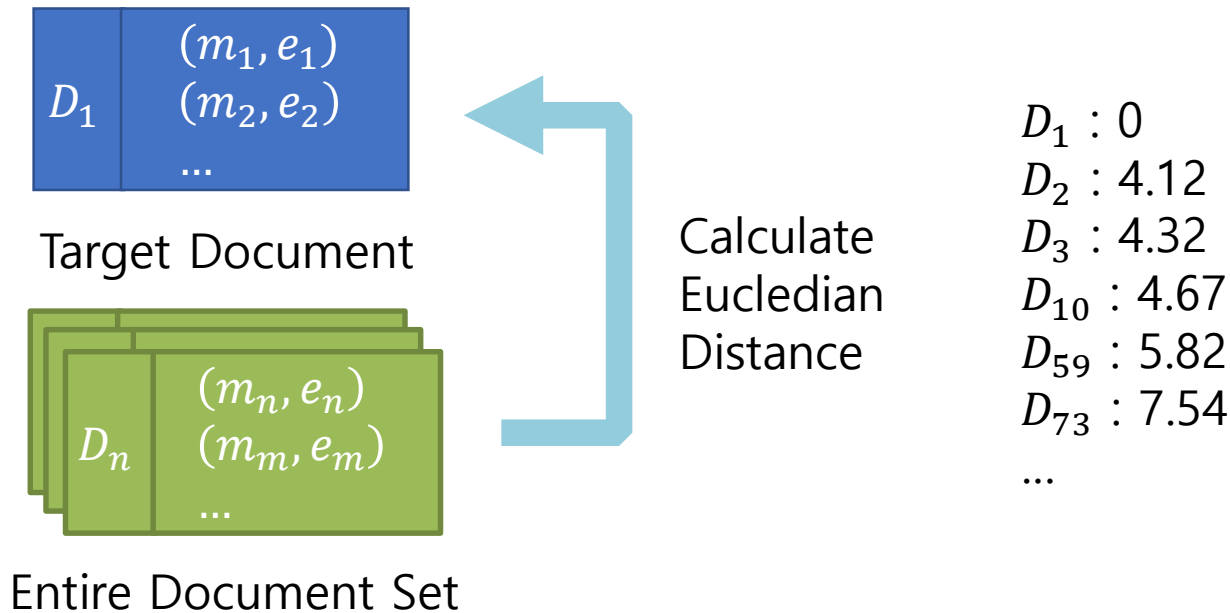 D₁
(m₁, e₁)
(m₂, e₂)
...
Target Document
Dₙ
(mₙ, eₙ)
(mₘ, eₘ)
...
Entire Document Set
Calculate
Eucledian
Distance
D₁ : 0
D₂ : 4.12
D₃ : 4.32
D₁₀ : 4.67
D₅₉ : 5.82
D₇₃ : 7.54
...